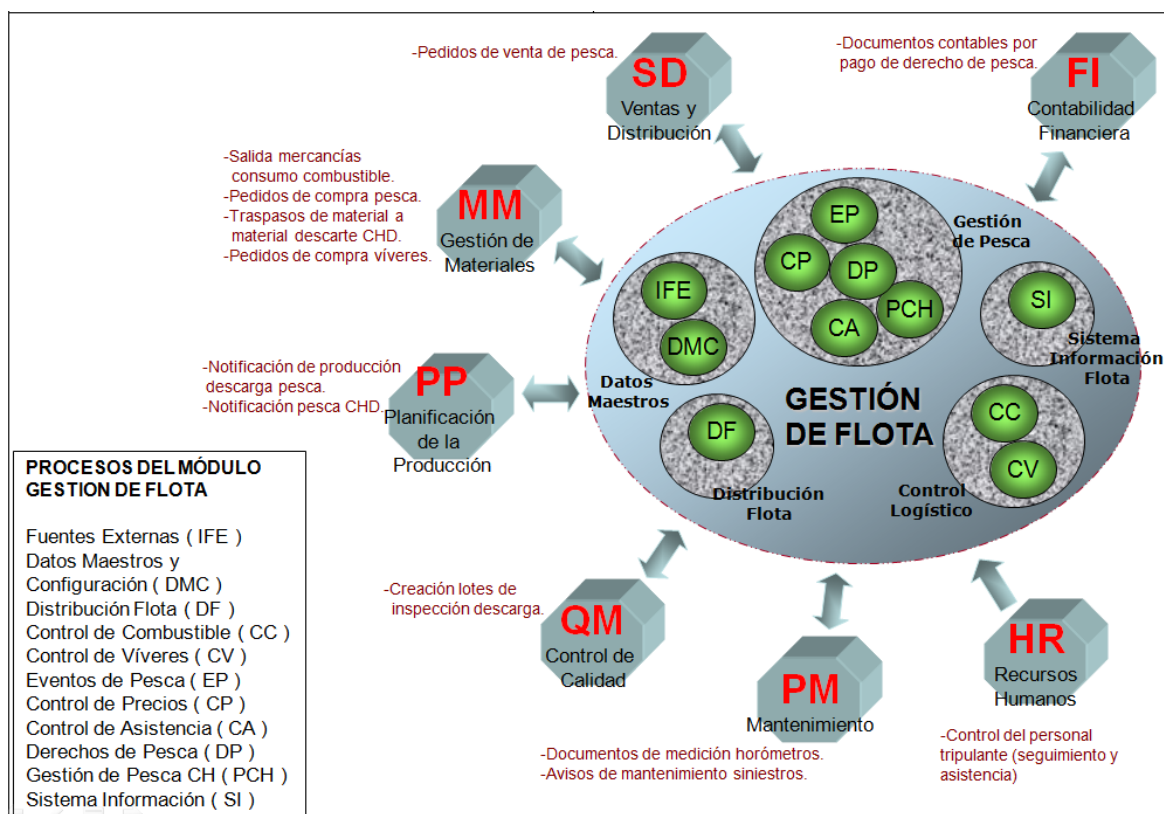 -Pedidos de venta de pesca.
SD
Ventas y
Distribución
-Documentos contables por
pago de derecho de pesca.
FI
Contabilidad
Financiera
-Salida mercancías
consumo combustible.
-Pedidos de compra pesca.
-Traspasos de material a
material descarte CHD.
-Pedidos de compra víveres.
MM
Gestión de
Materiales
EP
CP
DP
PCH
CA
Gestión
de Pesca
IFE
DMC
Datos
Maestros
SI
Sistema
Información
Flota
GESTIÓN
DE FLOTA
DF
Distribución
Flota
CC
CV
Control
Logístico
-Notificación de producción
descarga pesca.
-Notificación pesca CHD.
PP
Planificación
de la
Producción
PROCESOS DEL MÓDULO
GESTION DE FLOTA
Fuentes Externas ( IFE )
Datos Maestros y
Configuración ( DMC )
Distribución Flota ( DF )
Control de Combustible ( CC )
Control de Víveres ( CV )
Eventos de Pesca ( EP )
Control de Precios ( CP )
Control de Asistencia ( CA )
Derechos de Pesca ( DP )
Gestión de Pesca CH ( PCH )
Sistema Información ( SI )
-Creación lotes de
inspección descarga.
QM
Control de
Calidad
PM
Mantenimiento
-Documentos de medición horómetros.
-Avisos de mantenimiento siniestros.
HR
Recursos
Humanos
-Control del personal
tripulante (seguimiento y
asistencia)